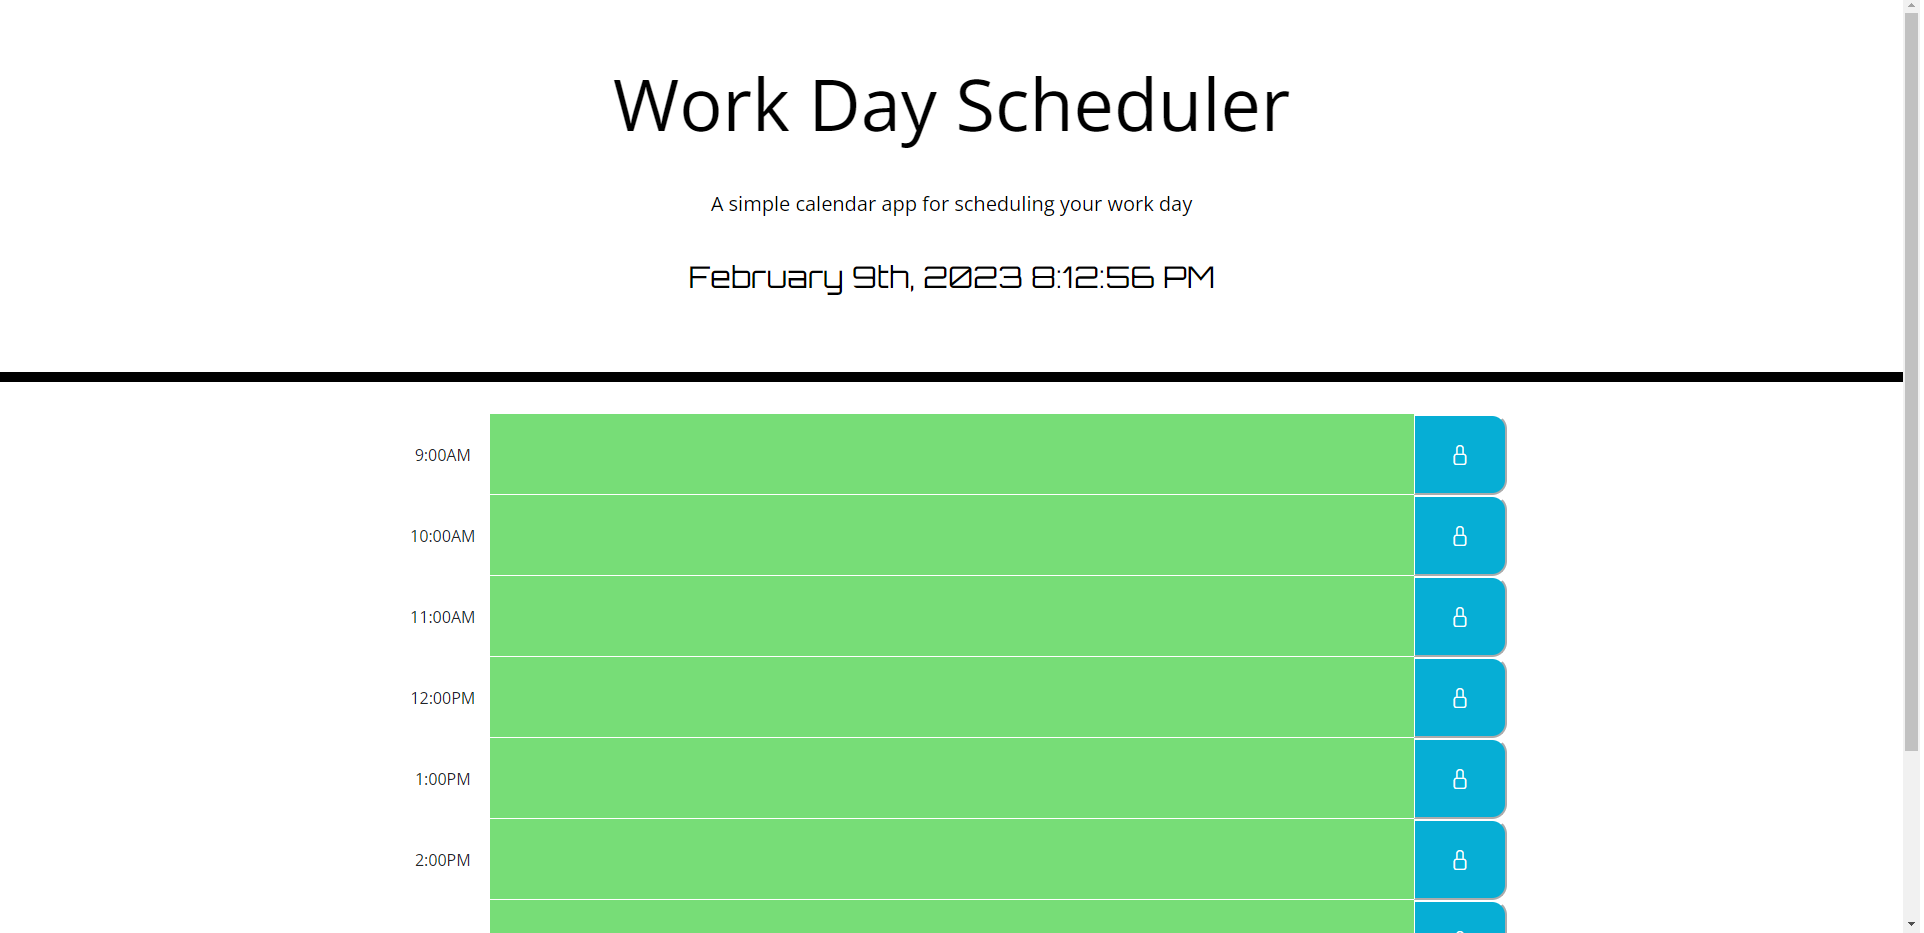 Work Day Scheduler
A simple calendar app for scheduling your work day
February 9th, 2023 8:12:56 PM
9:00AM
10:00AM
11:00AM
12:00PM
1:00PM
2:00PM